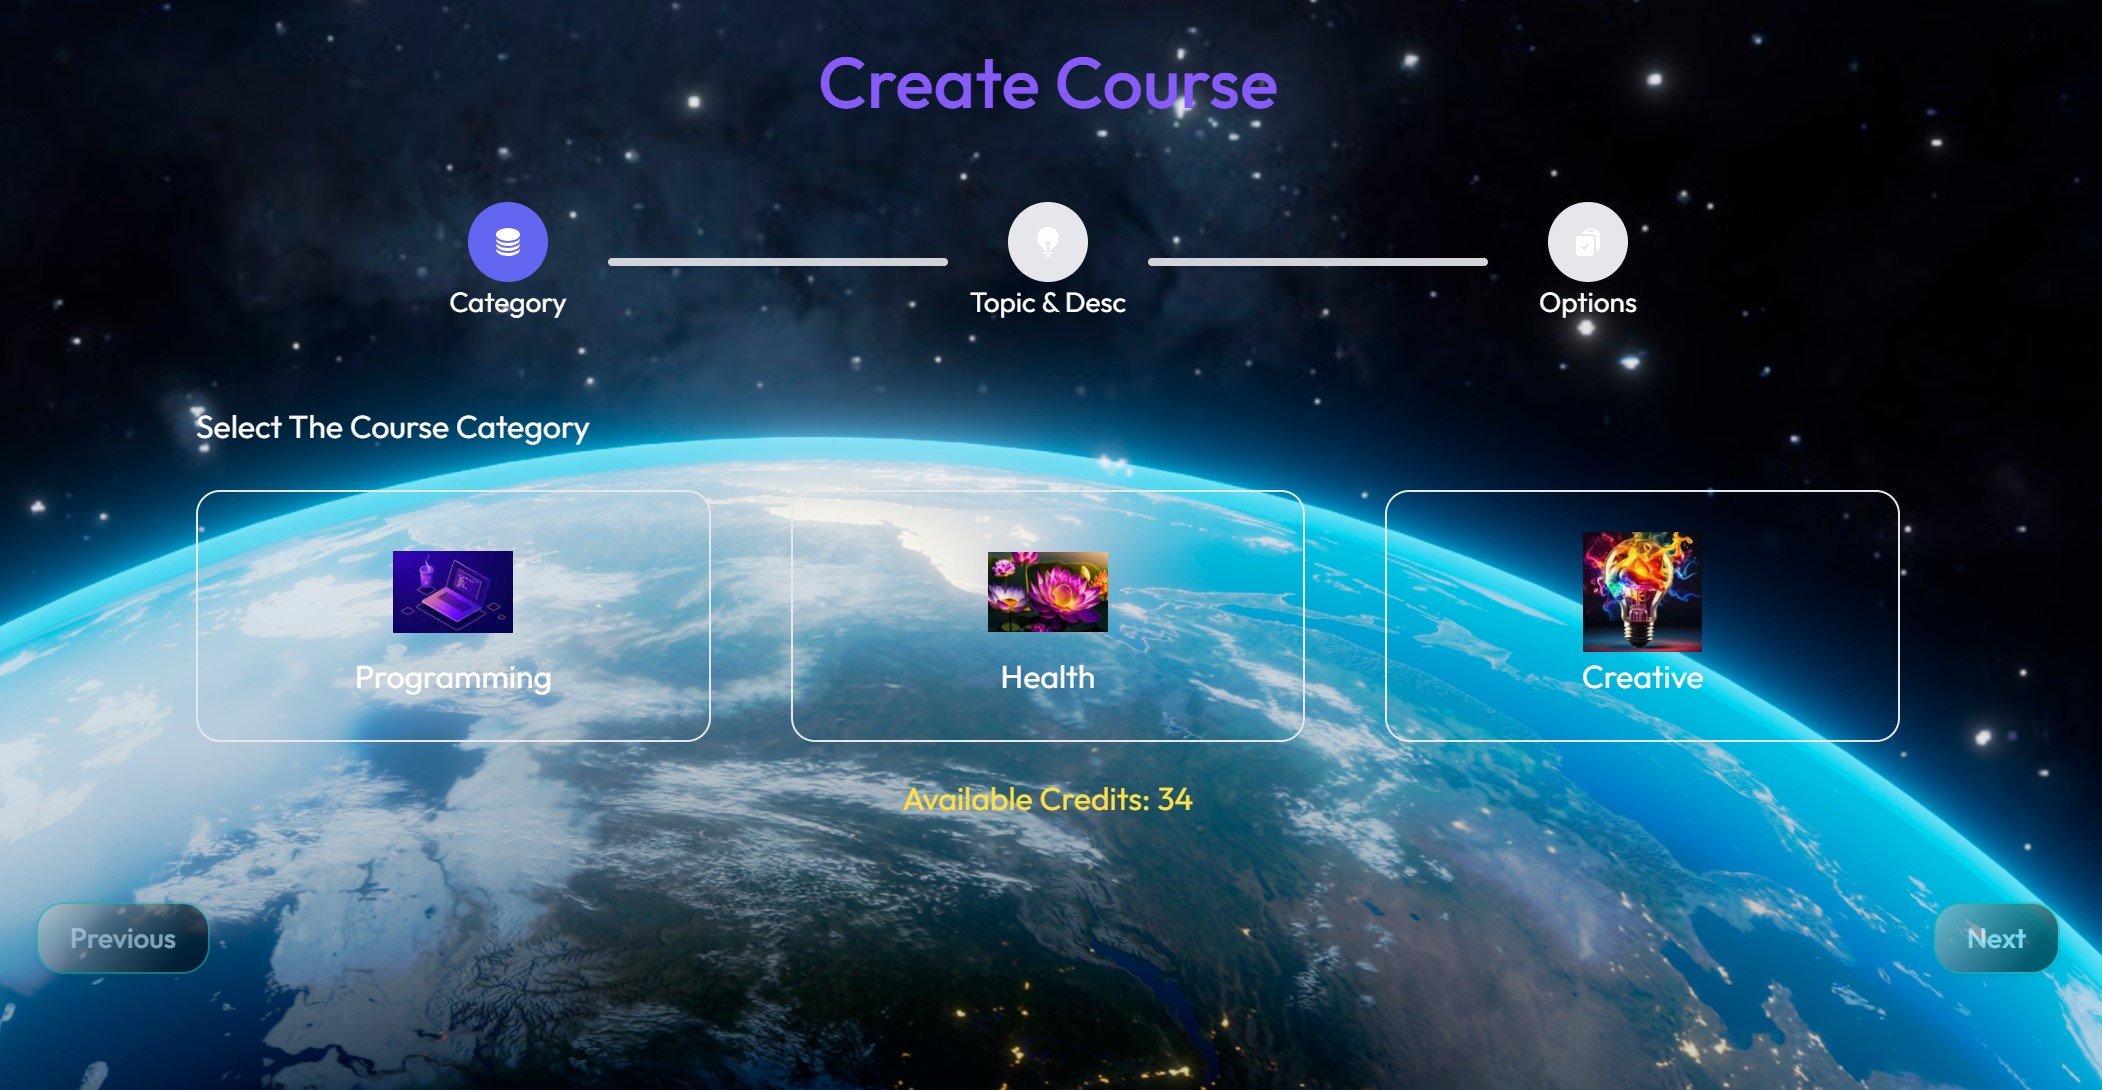 Create Course
Category
Topic & Desc
Options
Select The Course Category
Programming
Health
Creative
Available Credits: 34
Previous
Next